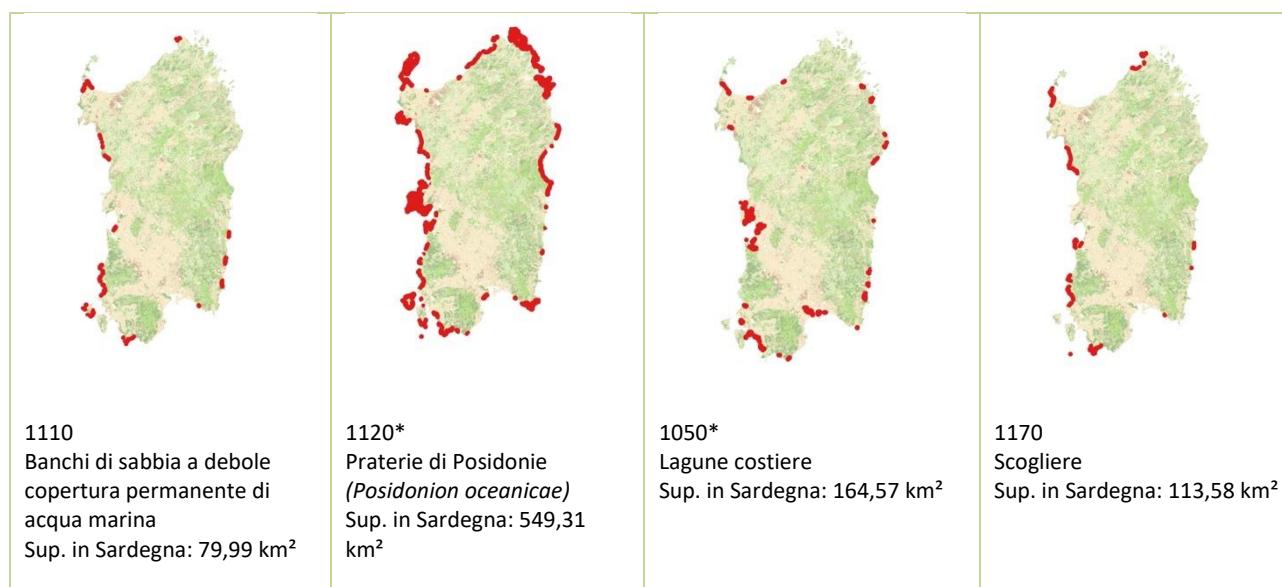 1110
Banchi di sabbia a debole
copertura permanente di
acqua marina
Sup. in Sardegna: 79,99 km²
1120*
Praterie di Posidonie
(Posidonion oceanicae)
Sup. in Sardegna: 549,31
km²
1050*
Lagune costiere
Sup. in Sardegna: 164,57 km²
1170
Scogliere
Sup. in Sardegna: 113,58 km²